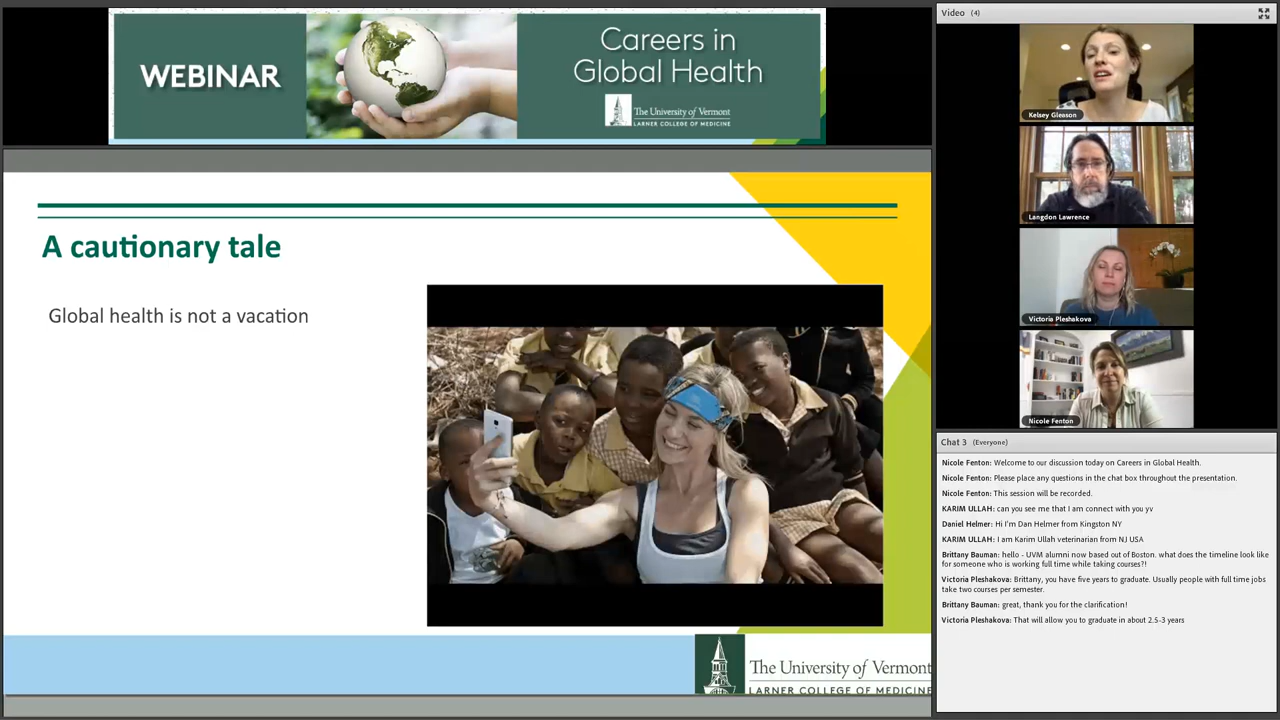 WEBINAR
Careers in
Global Health
The University of Vermont
LARNER COLLEGE OF MEDICINE
A cautionary tale
Global health is not a vacation
The University of Vermont
LARNER COLLEGE OF MEDICINE
Video (4)
Kelsey Gleason
Langdon Lawrence
Victoria Pleshakova
Nicole Fenton
Chat 3 (Everyone)
Nicole Fenton: Welcome to our discussion today on Careers in Global Health.
Nicole Fenton: Please place any questions in the chat box throughout the presentation.
Nicole Fenton: This session will be recorded.
KARIM ULLAH: can you see me that I am connect with you yv
Daniel Helmer: Hi I'm Dan Helmer from Kingston NY
KARIM ULLAH: I am Karim Ullah veterinarian from NJ USA
Brittany Bauman: hello - UVM alumni now based out of Boston. what does the timeline look like
for someone who is working full time while taking courses?!
Victoria Pleshakova: Brittany, you have five years to graduate. Usually people with full time jobs
take two courses per semester.
Brittany Bauman: great, thank you for the clarification!
Victoria Pleshakova: That will allow you to graduate in about 2.5-3 years